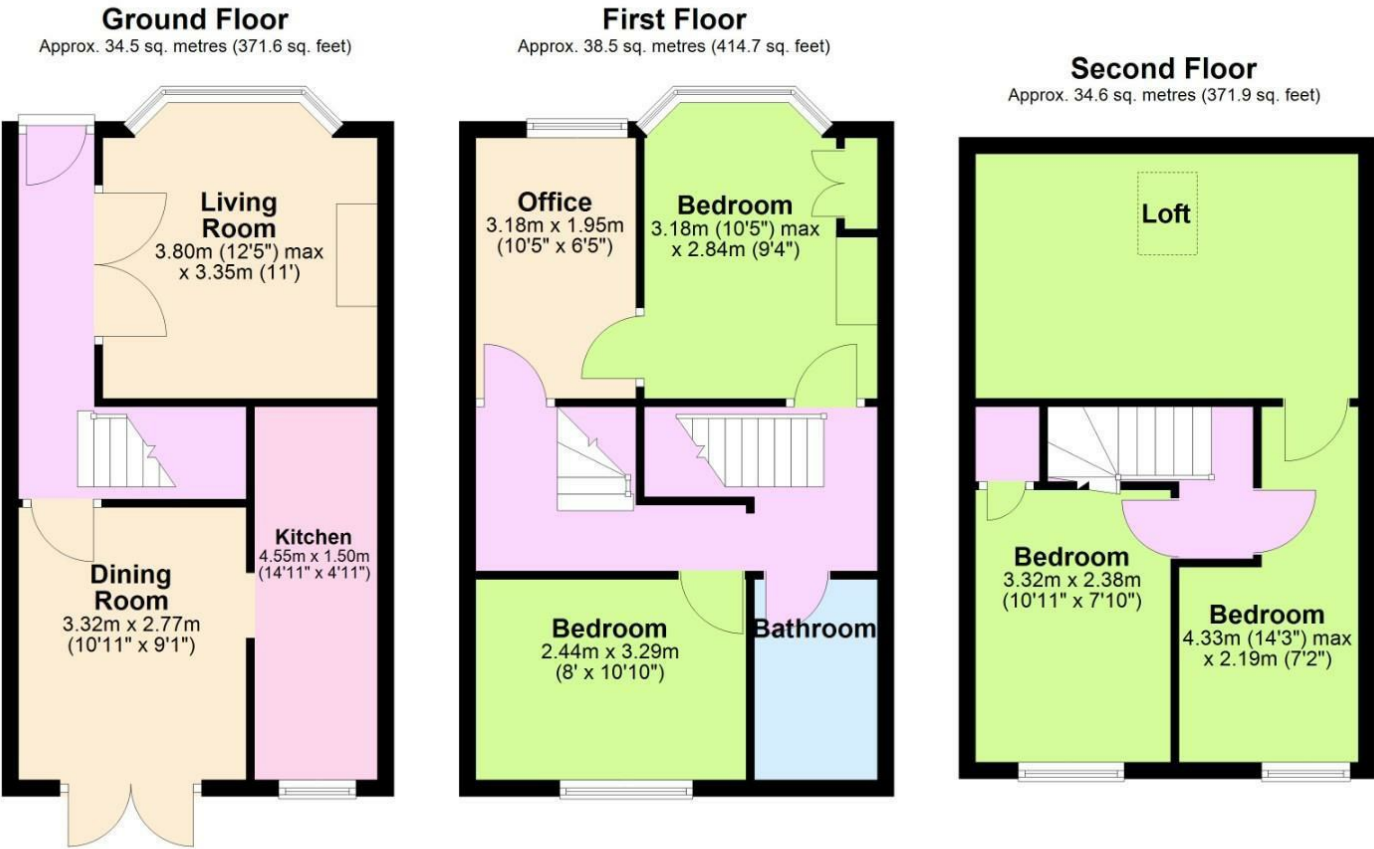 Ground Floor
Approx. 34.5 sq. metres (371.6 sq. feet)
Living
Room
3.80m (12'5") max
x 3.35m (11')
Kitchen
4.55m x 1.50m
(14'11" x 4'11")
Dining
Room
3.32m x 2.77m
(10'11" x 9'1")
First Floor
Approx. 38.5 sq. metres (414.7 sq. feet)
Office
3.18m x 1.95m
(10'5" x 6'5")
Bedroom
3.18m (10'5") max
x 2.84m (9'4")
Bedroom
2.44m x 3.29m
(8' x 10'10")
Bathroom
Second Floor
Approx. 34.6 sq. metres (371.9 sq. feet)
Loft
Bedroom
3.32m x 2.38m
(10'11" x 7'10")
Bedroom
4.33m (14'3") max
x 2.19m (7'2")